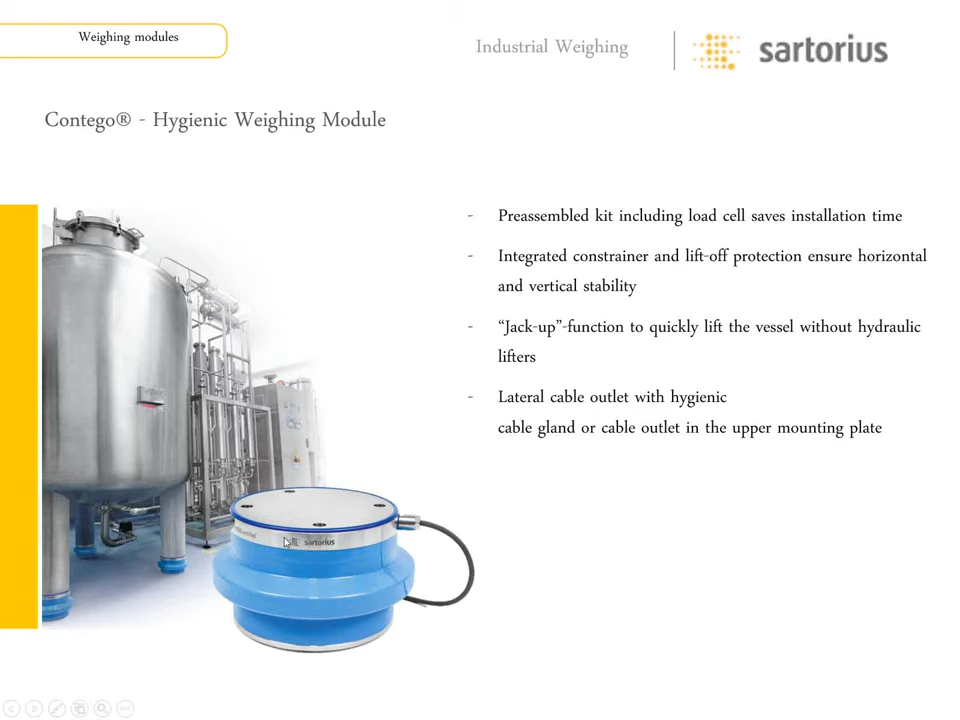 Weighing modules
Industrial Weighing
sartorius
Contego® - Hygienic Weighing Module
- Preassembled kit including load cell saves installation time
- Integrated constrainer and lift-off protection ensure horizontal
and vertical stability
- “Jack-up”-function to quickly lift the vessel without hydraulic
lifters
- Lateral cable outlet with hygienic
cable gland or cable outlet in the upper mounting plate
sartorius